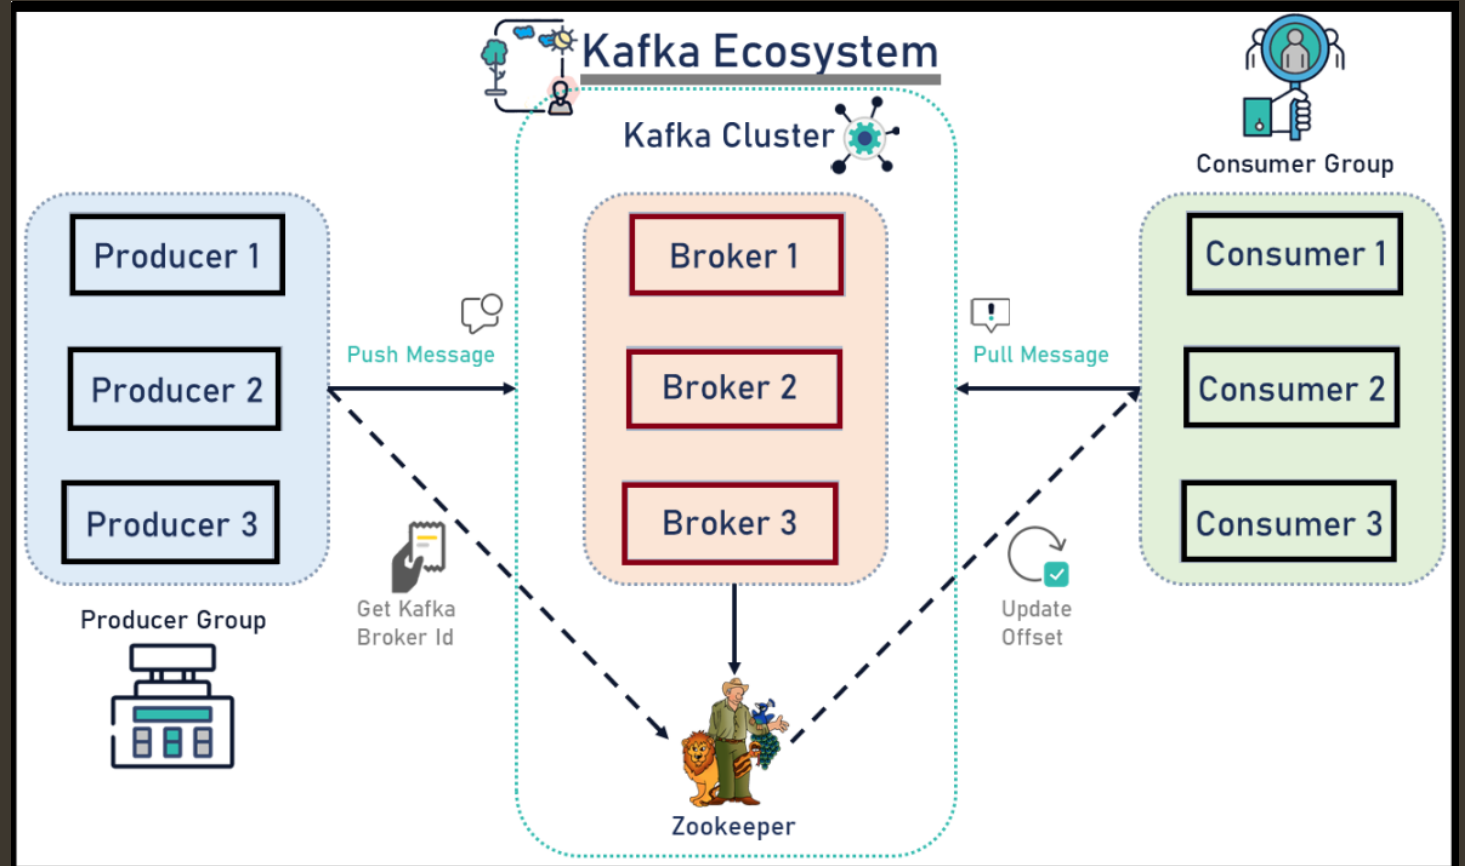 Kafka Ecosystem
Kafka Cluster
Consumer Group
Producer 1
Broker 1
Consumer 1
Push Message
Pull Message
Producer 2
Broker 2
Consumer 2
Producer 3
Broker 3
Consumer 3
Get Kafka
Broker Id
Update
Offset
Producer Group
Zookeeper